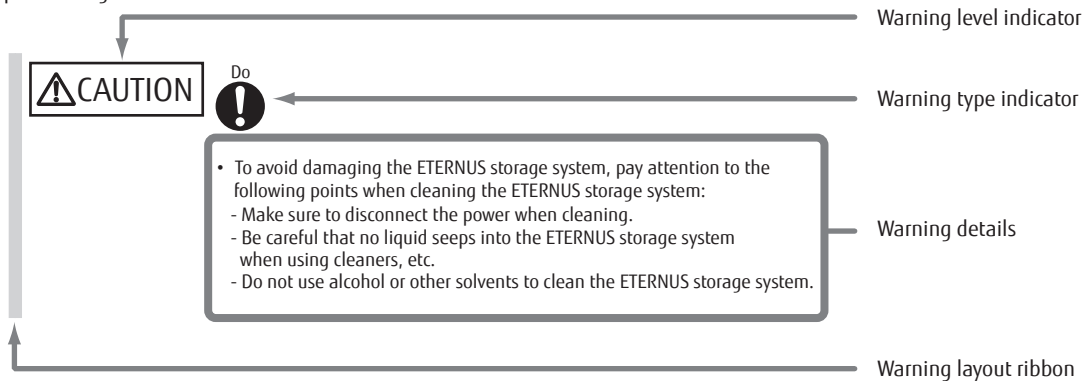 Warning level indicator
CAUTION
Do
Warning type indicator
• To avoid damaging the ETERNUS storage system, pay attention to the
following points when cleaning the ETERNUS storage system:
- Make sure to disconnect the power when cleaning.
- Be careful that no liquid seeps into the ETERNUS storage system
when using cleaners, etc.
- Do not use alcohol or other solvents to clean the ETERNUS storage system.
Warning details
Warning layout ribbon